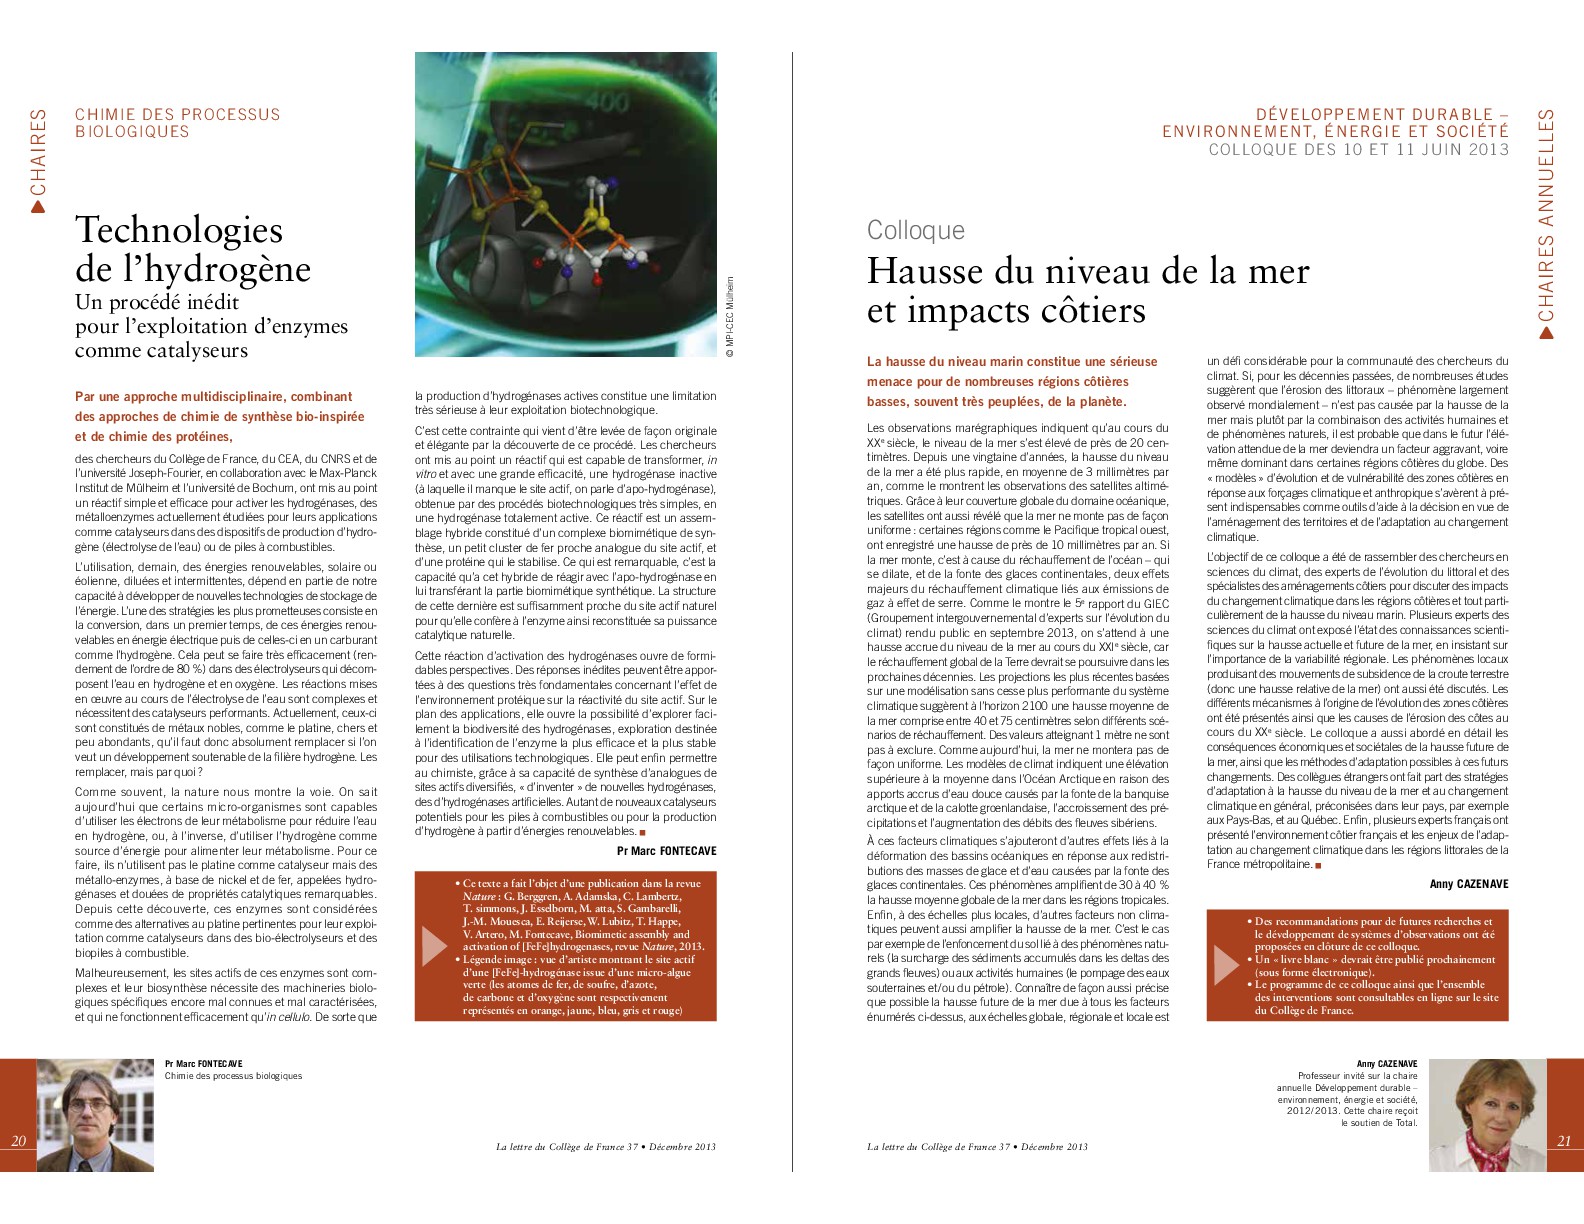 CHAIRES
CHIMIE DES PROCESSUS
BIOLOGIQUES
Technologies
de l’hydrogène
Un procédé inédit
pour l’exploitation d’enzymes
comme catalyseurs
400
© MPI-CEC Mülheim
Par une approche multidisciplinaire, combinant
des approches de chimie de synthèse bio-inspirée
et de chimie des protéines,
des chercheurs du Collège de France, du CEA, du CNRS et de
l’université Joseph-Fourier, en collaboration avec le Max-Planck
Institut de Mülheim et l’université de Bochum, ont mis au point
un réactif simple et efficace pour activer les hydrogénases, des
métalloenzymes actuellement étudiées pour leurs applications
comme catalyseurs dans des dispositifs de production d’hydro-
gène (électrolyse de l’eau) ou de piles à combustibles.
L’utilisation, demain, des énergies renouvelables, solaire ou
éolienne, diluées et intermittentes, dépend en partie de notre
capacité à développer de nouvelles technologies de stockage de
l’énergie. L’une des stratégies les plus prometteuses consiste en
la conversion, dans un premier temps, de ces énergies renou-
velables en énergie électrique puis de celles-ci en un carburant
comme l’hydrogène. Cela peut se faire très efficacement (ren-
dement de l’ordre de 80 %) dans des électrolyseurs qui décom-
posent l’eau en hydrogène et en oxygène. Les réactions mises
en œuvre au cours de l’électrolyse de l’eau sont complexes et
nécessitent des catalyseurs performants. Actuellement, ceux-ci
sont constitués de métaux nobles, comme le platine, chers et
peu abondants, qu’il faut donc absolument remplacer si l’on
veut un développement soutenable de la filière hydrogène. Les
remplacer, mais par quoi ?
Comme souvent, la nature nous montre la voie. On sait
aujourd’hui que certains micro-organismes sont capables
d’utiliser les électrons de leur métabolisme pour réduire l’eau
en hydrogène, ou, à l’inverse, d’utiliser l’hydrogène comme
source d’énergie pour alimenter leur métabolisme. Pour ce
faire, ils n’utilisent pas le platine comme catalyseur mais des
métallo-enzymes, à base de nickel et de fer, appelées hydro-
génases et douées de propriétés catalytiques remarquables.
Depuis cette découverte, ces enzymes sont considérées
comme des alternatives au platine pertinentes pour leur exploi-
tation comme catalyseurs dans des bio-électrolyseurs et des
biopiles à combustible.
Malheureusement, les sites actifs de ces enzymes sont com-
plexes et leur biosynthèse nécessite des machineries biolo-
giques spécifiques encore mal connues et mal caractérisées,
et qui ne fonctionnent efficacement qu’in cellulo. De sorte que
la production d’hydrogénases actives constitue une limitation
très sérieuse à leur exploitation biotechnologique.
C’est cette contrainte qui vient d’être levée de façon originale
et élégante par la découverte de ce procédé. Les chercheurs
ont mis au point un réactif qui est capable de transformer, in
vitro et avec une grande efficacité, une hydrogénase inactive
(à laquelle il manque le site actif, on parle d’apo-hydrogénase),
obtenue par des procédés biotechnologiques très simples, en
une hydrogénase totalement active. Ce réactif est un assem-
blage hybride constitué d’un complexe biomimétique de syn-
thèse, un petit cluster de fer proche analogue du site actif, et
d’une protéine qui le stabilise. Ce qui est remarquable, c’est la
capacité qu’a cet hybride de réagir avec l’apo-hydrogénase en
lui transférant la partie biomimétique synthétique. La structure
de cette dernière est suffisamment proche du site actif naturel
pour qu’elle confère à l’enzyme ainsi reconstituée sa puissance
catalytique naturelle.
Cette réaction d’activation des hydrogénases ouvre de formi-
dables perspectives. Des réponses inédites peuvent être appor-
tées à des questions très fondamentales concernant l’effet de
l’environnement protéique sur la réactivité du site actif. Sur le
plan des applications, elle ouvre la possibilité d’explorer faci-
lement la biodiversité des hydrogénases, exploration destinée
à l’identification de l’enzyme la plus efficace et la plus stable
pour des utilisations technologiques. Elle peut enfin permettre
au chimiste, grâce à sa capacité de synthèse d’analogues de
sites actifs diversifiés, « d’inventer » de nouvelles hydrogénases,
des d’hydrogénases artificielles. Autant de nouveaux catalyseurs
potentiels pour les piles à combustibles ou pour la production
d’hydrogène à partir d’énergies renouvelables. ■
Pr Marc FONTECAVE
• Ce texte a fait l’objet d’une publication dans la revue
Nature : G. Berggren, A. Adamska, C. Lambertz,
T. simmons, J. Esselborn, M. atta, S. Gambarelli,
J.-M. Mouesca, E. Reijerse, W. Lubitz, T. Happe,
V. Artero, M. Fontecave, Biomimetic assembly and
activation of [FeFe]hydrogenases, revue Nature, 2013.
• Légende image : vue d’artiste montrant le site actif
d’une [FeFe]-hydrogénase issue d’une micro-algue
verte (les atomes de fer, de soufre, d’azote,
de carbone et d’oxygène sont respectivement
représentés en orange, jaune, bleu, gris et rouge)
Pr Marc FONTECAVE
Chimie des processus biologiques
20
La lettre du Collège de France 37 • Décembre 2013
CHAIRES ANNUELLES
DÉVELOPPEMENT DURABLE –
ENVIRONNEMENT, ÉNERGIE ET SOCIÉTÉ
COLLOQUE DES 10 ET 11 JUIN 2013
Colloque
Hausse du niveau de la mer
et impacts côtiers
La hausse du niveau marin constitue une sérieuse
menace pour de nombreuses régions côtières
basses, souvent très peuplées, de la planète.
Les observations marégraphiques indiquent qu’au cours du
XXe siècle, le niveau de la mer s’est élevé de près de 20 cen-
timètres. Depuis une vingtaine d’années, la hausse du niveau
de la mer a été plus rapide, en moyenne de 3 millimètres par
an, comme le montrent les observations des satellites altimé-
triques. Grâce à leur couverture globale du domaine océanique,
les satellites ont aussi révélé que la mer ne monte pas de façon
uniforme : certaines régions comme le Pacifique tropical ouest,
ont enregistré une hausse de près de 10 millimètres par an. Si
la mer monte, c’est à cause du réchauffement de l’océan – qui
se dilate, et de la fonte des glaces continentales, deux effets
majeurs du réchauffement climatique liés aux émissions de
gaz à effet de serre. Comme le montre le 5e rapport du GIEC
(Groupement intergouvernemental d’experts sur l’évolution du
climat) rendu public en septembre 2013, on s’attend à une
hausse accrue du niveau de la mer au cours du XXIe siècle, car
le réchauffement global de la Terre devrait se poursuivre dans les
prochaines décennies. Les projections les plus récentes basées
sur une modélisation sans cesse plus performante du système
climatique suggèrent à l’horizon 2100 une hausse moyenne de
la mer comprise entre 40 et 75 centimètres selon différents scé-
narios de réchauffement. Des valeurs atteignant 1 mètre ne sont
pas à exclure. Comme aujourd’hui, la mer ne montera pas de
façon uniforme. Les modèles de climat indiquent une élévation
supérieure à la moyenne dans l’Océan Arctique en raison des
apports accrus d’eau douce causés par la fonte de la banquise
arctique et de la calotte groenlandaise, l’accroissement des pré-
cipitations et l’augmentation des débits des fleuves sibériens.
À ces facteurs climatiques s’ajouteront d’autres effets liés à la
déformation des bassins océaniques en réponse aux redistri-
butions des masses de glace et d’eau causées par la fonte des
glaces continentales. Ces phénomènes amplifient de 30 à 40 %
la hausse moyenne globale de la mer dans les régions tropicales.
Enfin, à des échelles plus locales, d’autres facteurs non clima-
tiques peuvent aussi amplifier la hausse de la mer. C’est le cas
par exemple de l’enfoncement du sol lié à des phénomènes natu-
rels (la surcharge des sédiments accumulés dans les deltas des
grands fleuves) ou aux activités humaines (le pompage des eaux
souterraines et/ou du pétrole). Connaître de façon aussi précise
que possible la hausse future de la mer due à tous les facteurs
énumérés ci-dessus, aux échelles globale, régionale et locale est
un défi considérable pour la communauté des chercheurs du
climat. Si, pour les décennies passées, de nombreuses études
suggèrent que l’érosion des littoraux – phénomène largement
observé mondialement – n’est pas causée par la hausse de la
mer mais plutôt par la combinaison des activités humaines et
de phénomènes naturels, il est probable que dans le futur l’élé-
vation attendue de la mer deviendra un facteur aggravant, voire
même dominant dans certaines régions côtières du globe. Des
« modèles » d’évolution et de vulnérabilité des zones côtières en
réponse aux forçages climatique et anthropique s’avèrent à pré-
sent indispensables comme outils d’aide à la décision en vue de
l’aménagement des territoires et de l’adaptation au changement
climatique.
L’objectif de ce colloque a été de rassembler des chercheurs en
sciences du climat, des experts de l’évolution du littoral et des
spécialistes des aménagements côtiers pour discuter des impacts
du changement climatique dans les régions côtières et tout parti-
culièrement de la hausse du niveau marin. Plusieurs experts des
sciences du climat ont exposé l’état des connaissances scienti-
fiques sur la hausse actuelle et future de la mer, en insistant sur
l’importance de la variabilité régionale. Les phénomènes locaux
produisant des mouvements de subsidence de la croute terrestre
(donc une hausse relative de la mer) ont aussi été discutés. Les
différents mécanismes à l’origine de l’évolution des zones côtières
ont été présentés ainsi que les causes de l’érosion des côtes au
cours du XXe siècle. Le colloque a aussi abordé en détail les
conséquences économiques et sociétales de la hausse future de
la mer, ainsi que les méthodes d’adaptation possibles à ces futurs
changements. Des collègues étrangers ont fait part des stratégies
d’adaptation à la hausse du niveau de la mer et au changement
climatique en général, préconisées dans leur pays, par exemple
aux Pays-Bas, et au Québec. Enfin, plusieurs experts français ont
présenté l’environnement côtier français et les enjeux de l’adap-
tation au changement climatique dans les régions littorales de la
France métropolitaine. ■
Anny CAZENAVE
• Des recommandations pour de futures recherches et
le développement de systèmes d’observations ont été
proposées en clôture de ce colloque.
• Un « livre blanc » devrait être publié prochainement
(sous forme électronique).
• Le programme de ce colloque ainsi que l’ensemble
des interventions sont consultables en ligne sur le site
du Collège de France.
Anny CAZENAVE
Professeur invité sur la chaire
annuelle Développement durable –
environnement, énergie et société,
2012/2013. Cette chaire reçoit
le soutien de Total.
La lettre du Collège de France 37 • Décembre 2013
21